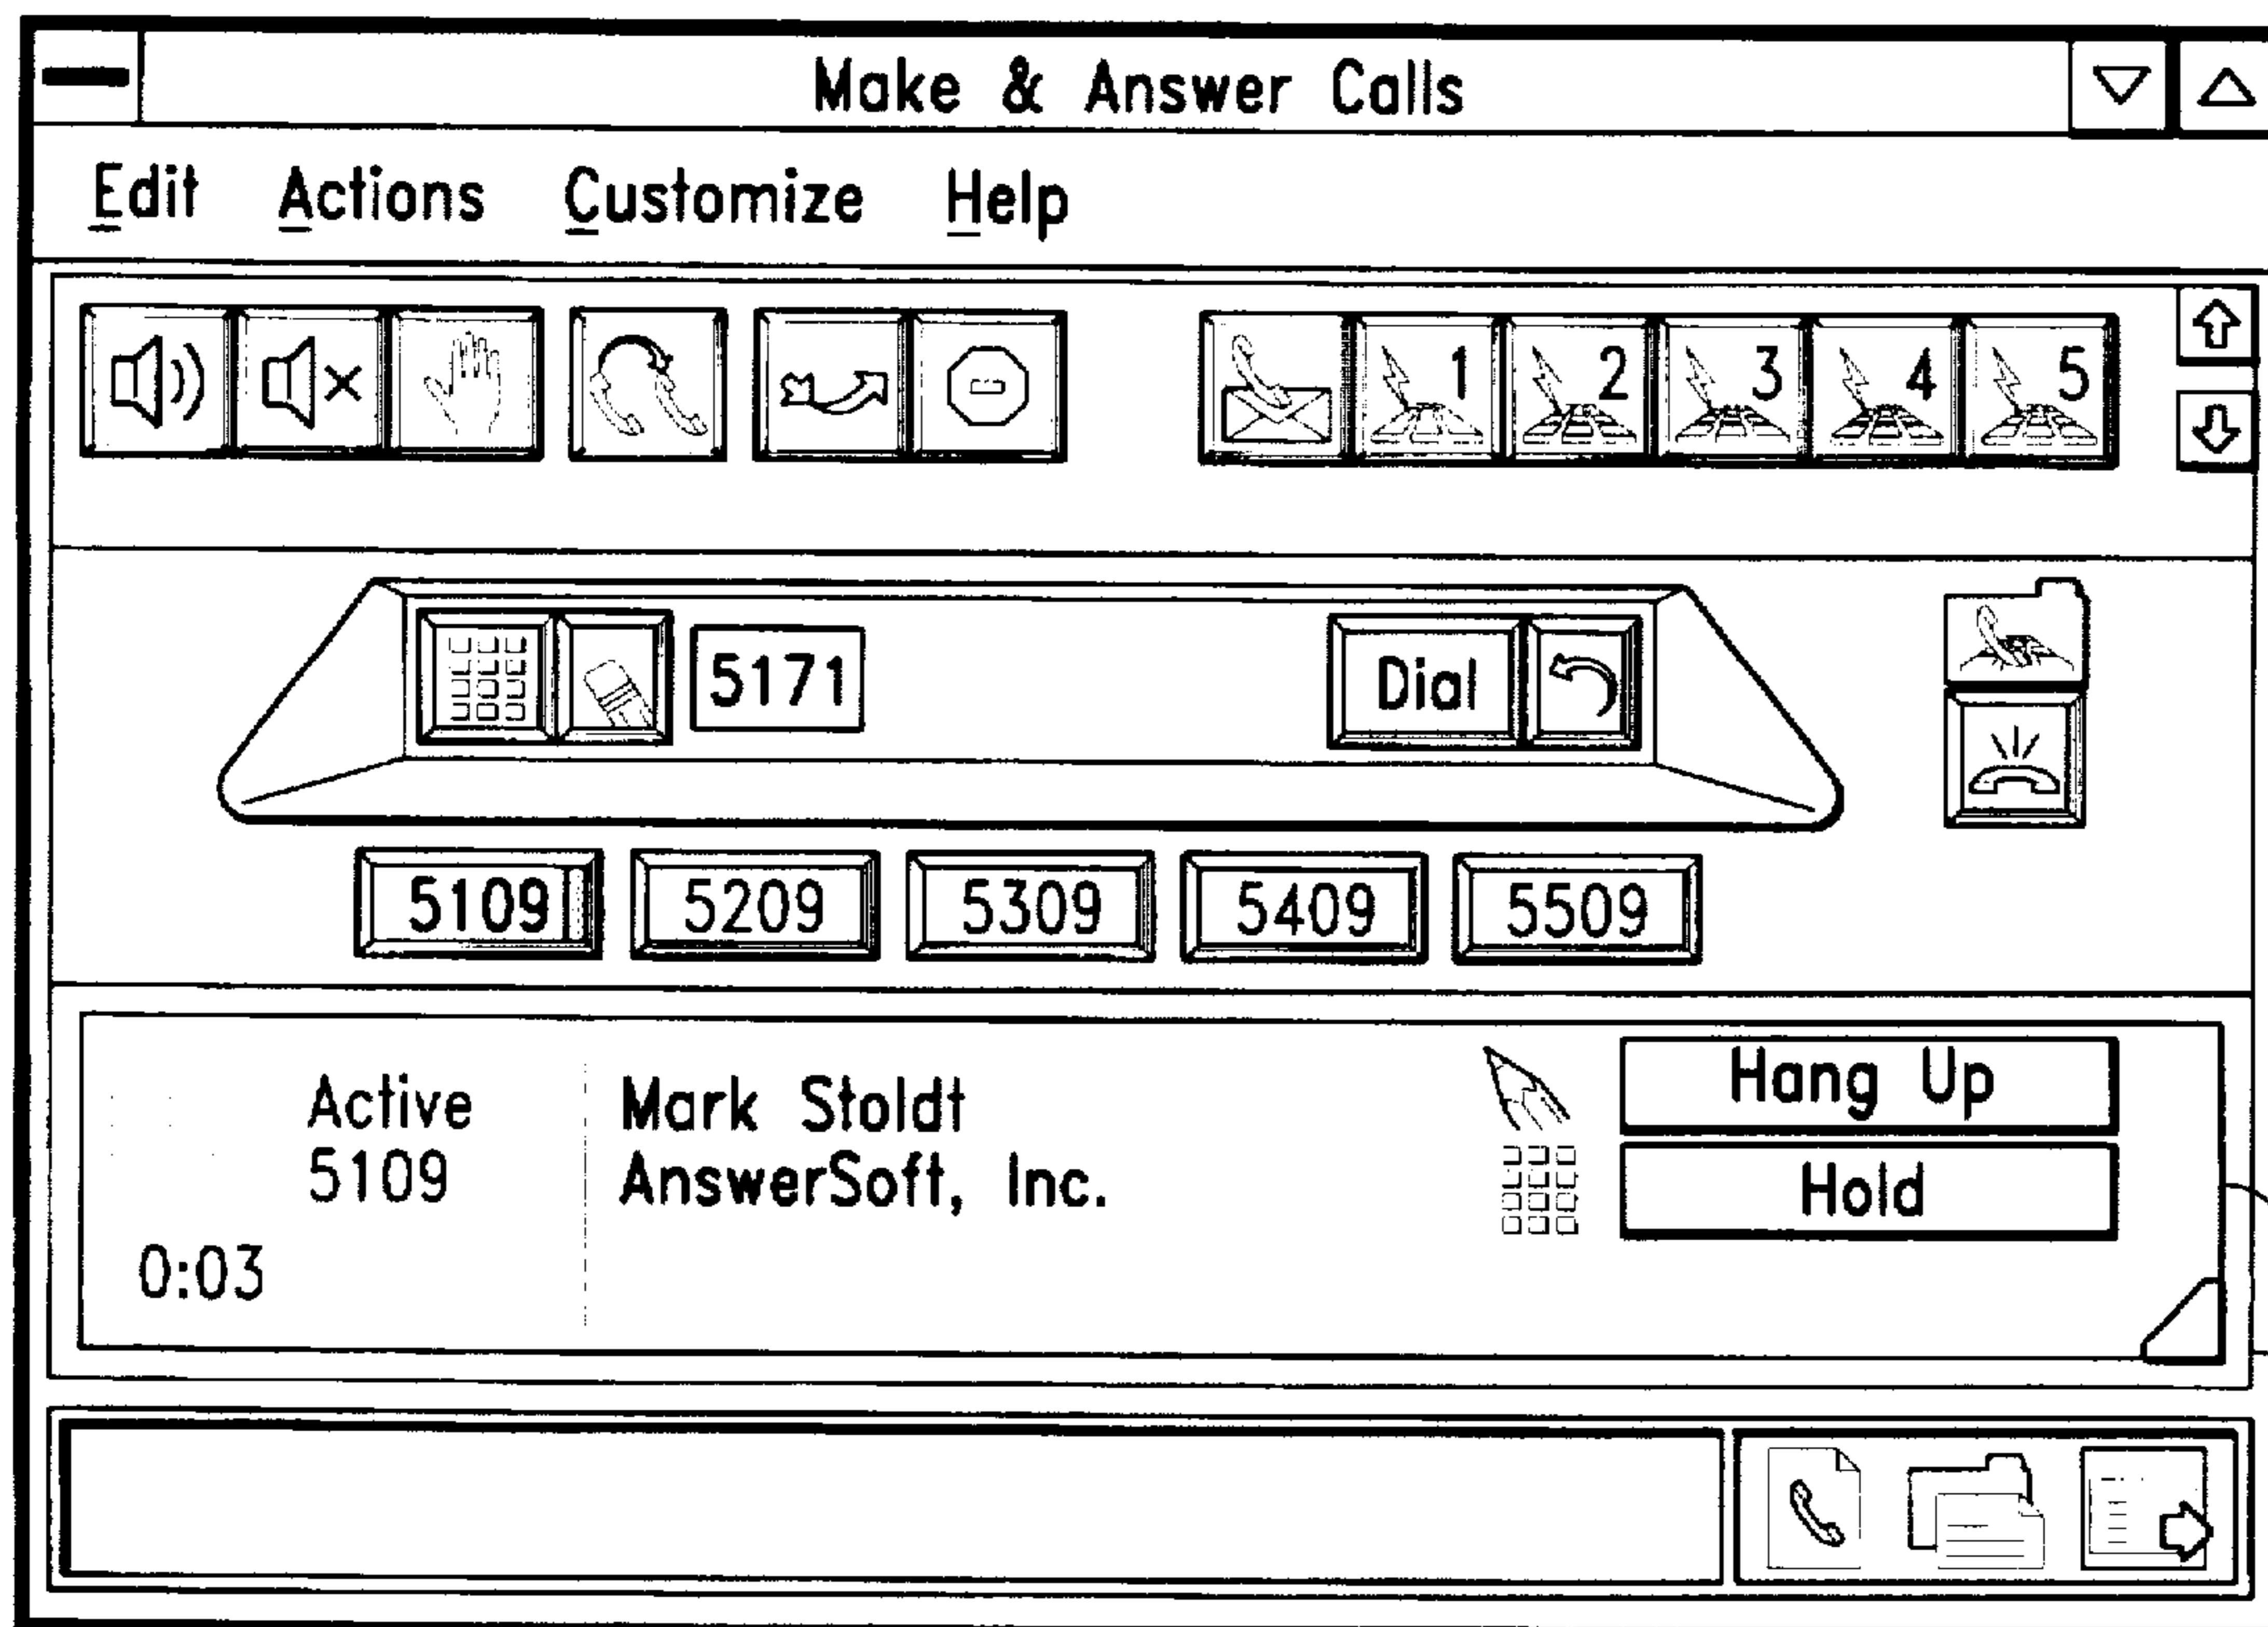 Make & Answer Calls
Edit Actions Customize Help
1 2 3 4 5
5171 Dial
5109 5209 5309 5409 5509
Active Mark Stoldt Hang Up
5109 AnswerSoft, Inc. Hold
0:03